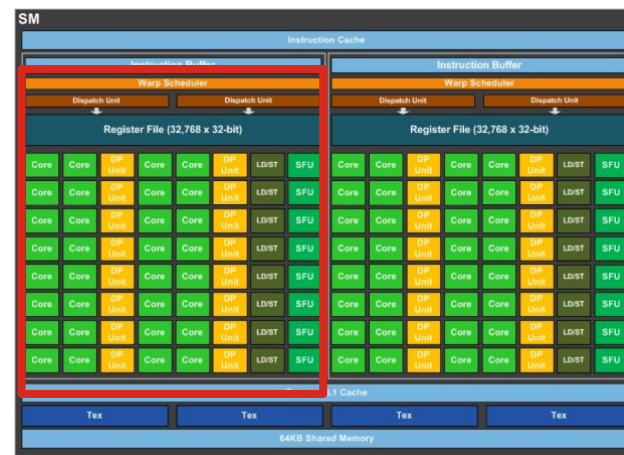 SM
Instruction Cache
Instruction Buffer Instruction Buffer
Warp Scheduler Warp Scheduler
Dispatch Unit Dispatch Unit Dispatch Unit Dispatch Unit
Register File (32,768 x 32-bit) Register File (32,768 x 32-bit)
Core Core DP Unit Core Core DP Unit LD/ST SFU Core Core DP Unit Core Core DP Unit LD/ST SFU
Core Core DP Unit Core Core DP Unit LD/ST SFU Core Core DP Unit Core Core DP Unit LD/ST SFU
Core Core DP Unit Core Core DP Unit LD/ST SFU Core Core DP Unit Core Core DP Unit LD/ST SFU
Core Core DP Unit Core Core DP Unit LD/ST SFU Core Core DP Unit Core Core DP Unit LD/ST SFU
Core Core DP Unit Core Core DP Unit LD/ST SFU Core Core DP Unit Core Core DP Unit LD/ST SFU
Core Core DP Unit Core Core DP Unit LD/ST SFU Core Core DP Unit Core Core DP Unit LD/ST SFU
Core Core DP Unit Core Core DP Unit LD/ST SFU Core Core DP Unit Core Core DP Unit LD/ST SFU
Core Core DP Unit Core Core DP Unit LD/ST SFU Core Core DP Unit Core Core DP Unit LD/ST SFU
L1 Cache
Tex Tex Tex Tex
64KB Shared Memory